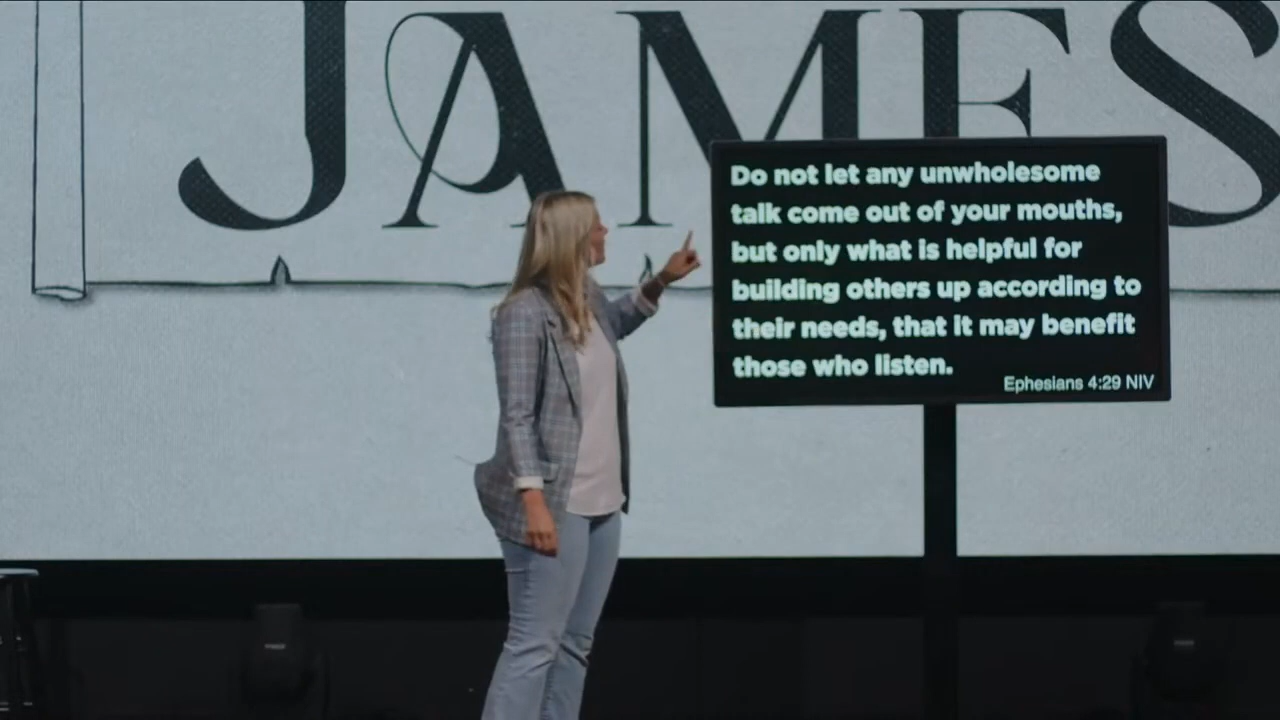 JAMES
Do not let any unwholesome
talk come out of your mouths,
but only what is helpful for
building others up according to
their needs, that it may benefit
those who listen.
Ephesians 4:29 NIV